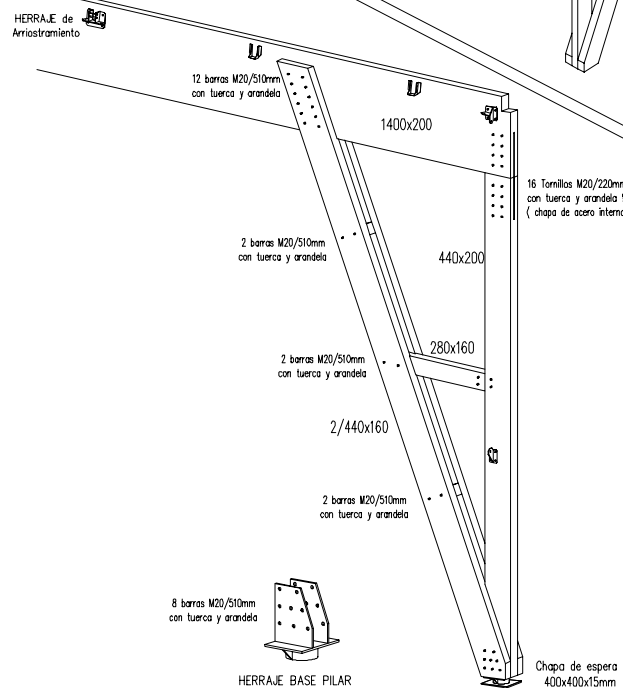 HERRAJE de
Arriostramiento
12 barras M20/510mm
con tuerca y arandela
1400x200
16 Tornillos M20/220mm
con tuerca y arandela
( chapa de acero interna
2 barras M20/510mm
con tuerca y arandela
440x200
280x160
2 barras M20/510mm
con tuerca y arandela
2/440x160
2 barras M20/510mm
con tuerca y arandela
8 barras M20/510mm
con tuerca y arandela
HERRAJE BASE PILAR
Chapa de espera
400x400x15mm